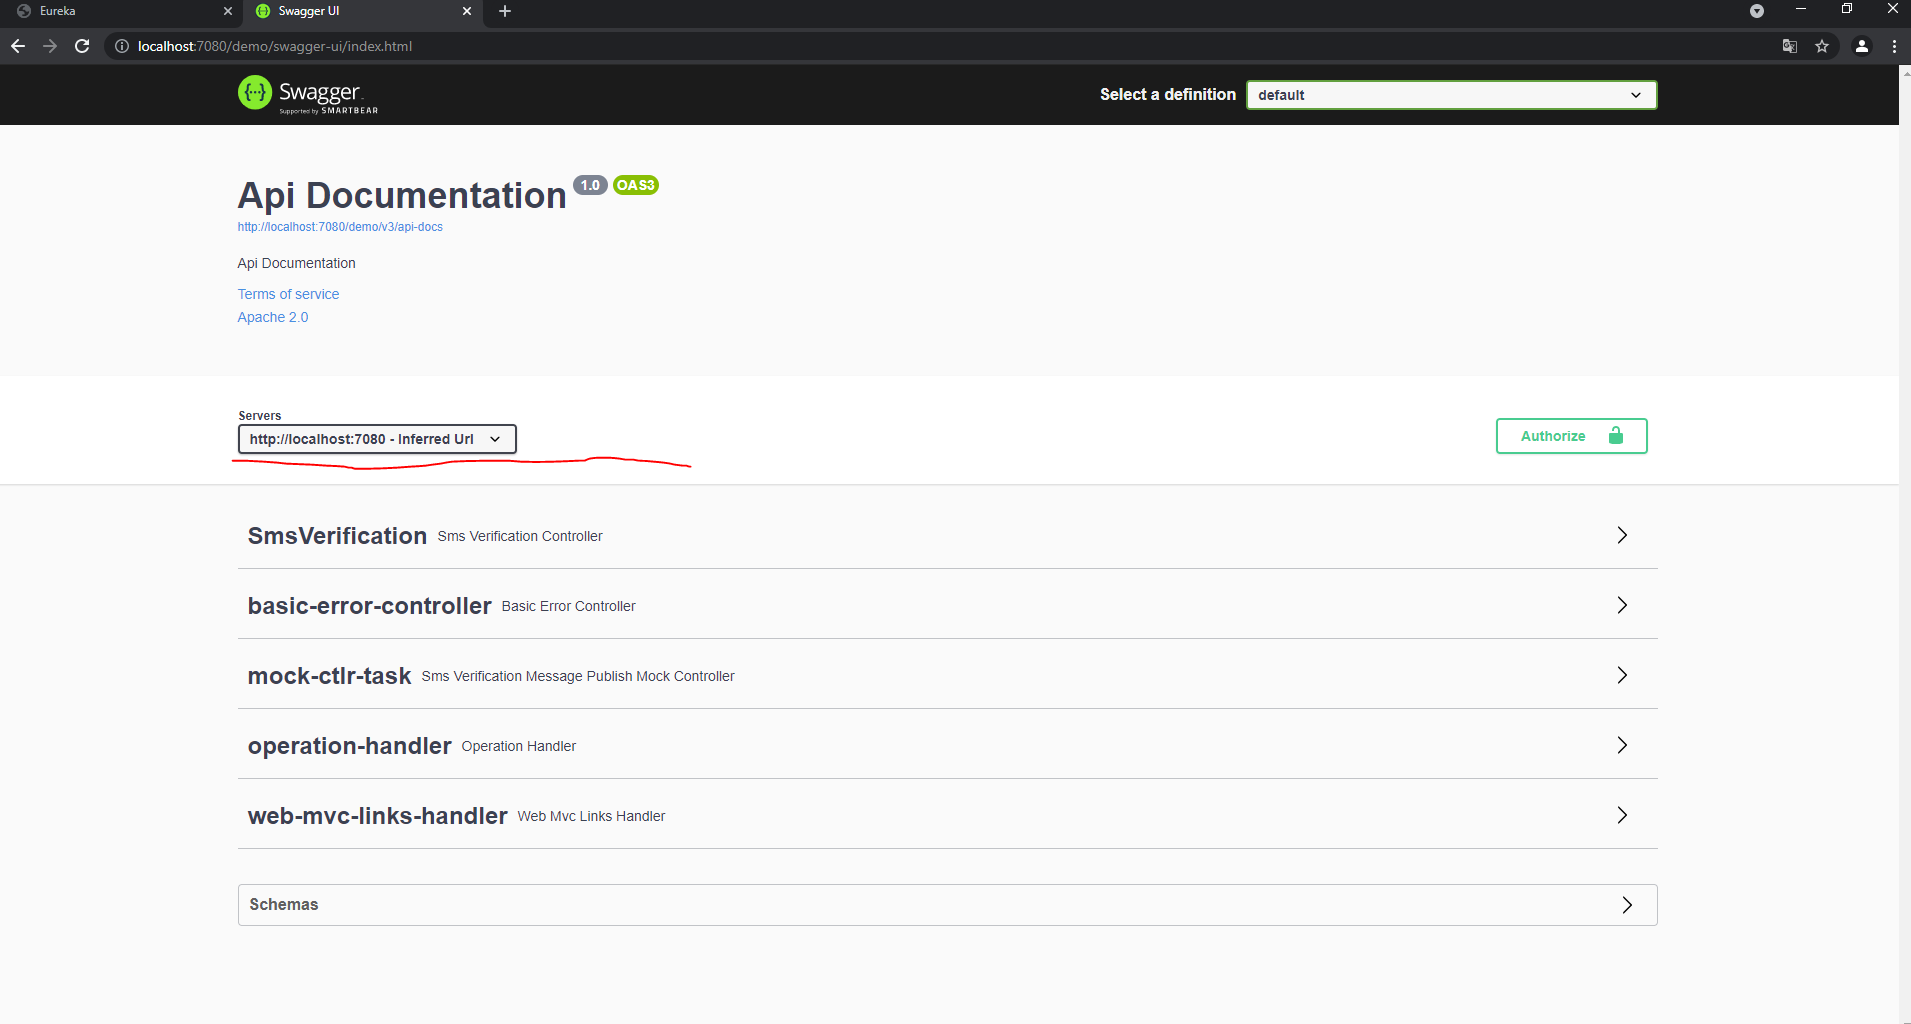 Eureka
Swagger UI
localhost:7080/demo/swagger-ui/index.html
Swagger
Supported by SMARTBEAR
Select a definition
default
Api Documentation 1.0 OAS3
http://localhost:7080/demo/v3/api-docs
Api Documentation
Terms of service
Apache 2.0
Servers
http://localhost:7080 - Inferred Url
Authorize
SmsVerification Sms Verification Controller
basic-error-controller Basic Error Controller
mock-ctlr-task Sms Verification Message Publish Mock Controller
operation-handler Operation Handler
web-mvc-links-handler Web Mvc Links Handler
Schemas